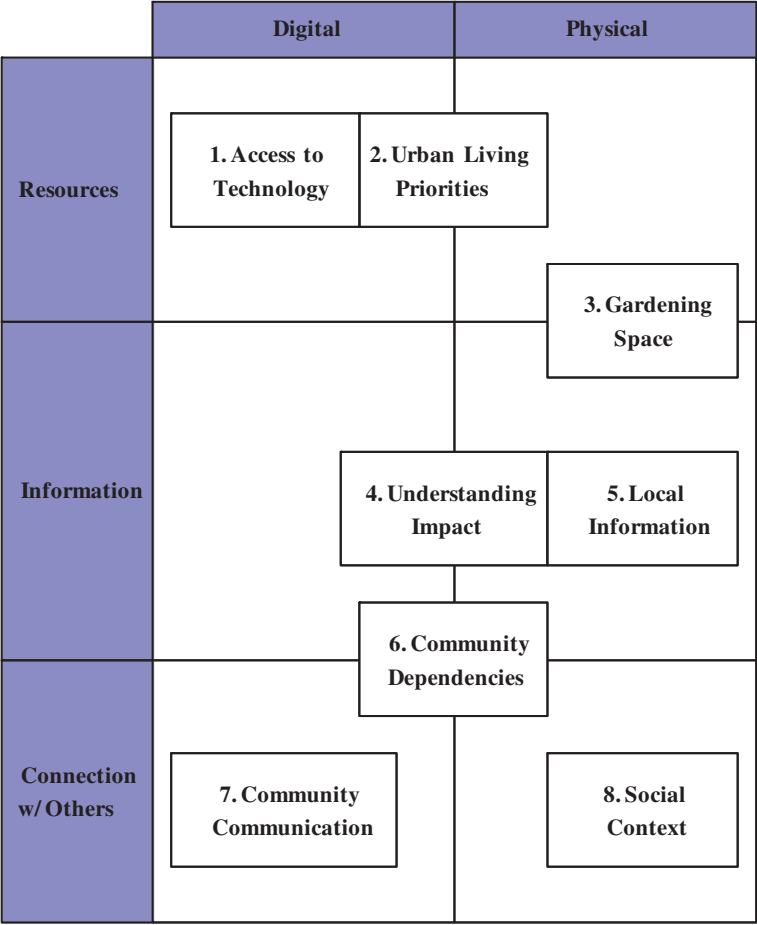 Digital
Physical
Resources
1. Access to
Technology
2. Urban Living
Priorities
3. Gardening
Space
Information
4. Understanding
Impact
5. Local
Information
6. Community
Dependencies
Connection
w/ Others
7. Community
Communication
8. Social
Context